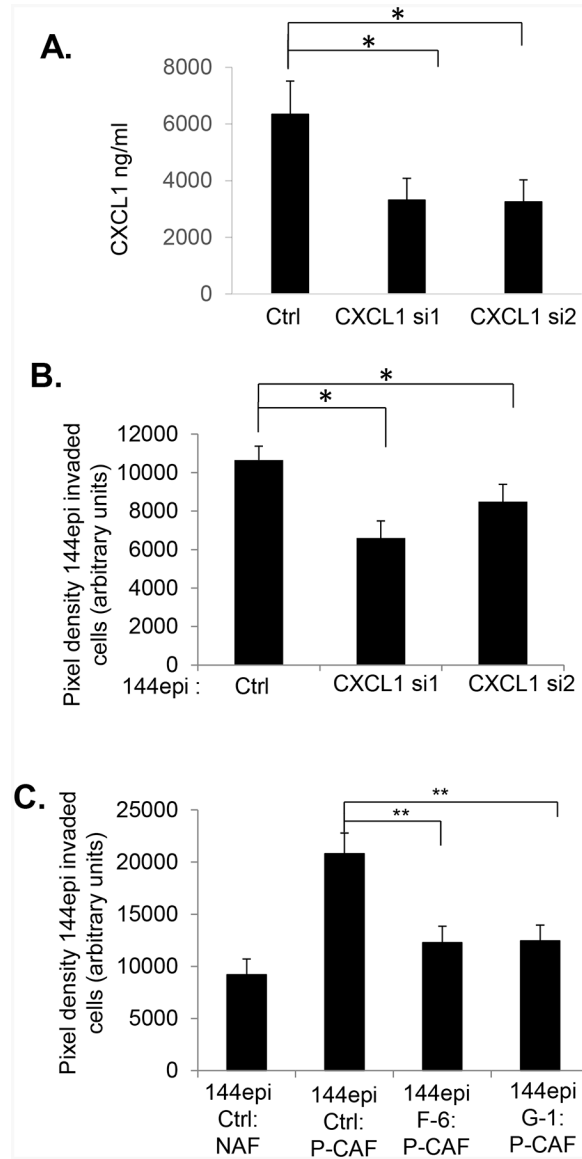 A.
*
*
CXCL1 ng/ml
8000
6000
4000
2000
0
Ctrl
CXCL1 si1
CXCL1 si2
B.
*
*
Pixel density 144epi invaded
cells (arbitrary units)
12000
10000
8000
6000
4000
2000
0
144epi :
Ctrl
CXCL1 si1
CXCL1 si2
C.
**
**
Pixel density 144epi invaded
cells (arbitrary units)
25000
20000
15000
10000
5000
0
144epi
Ctrl:
NAF
144epi
Ctrl:
P-CAF
144epi
F-6:
P-CAF
144epi
G-1:
P-CAF